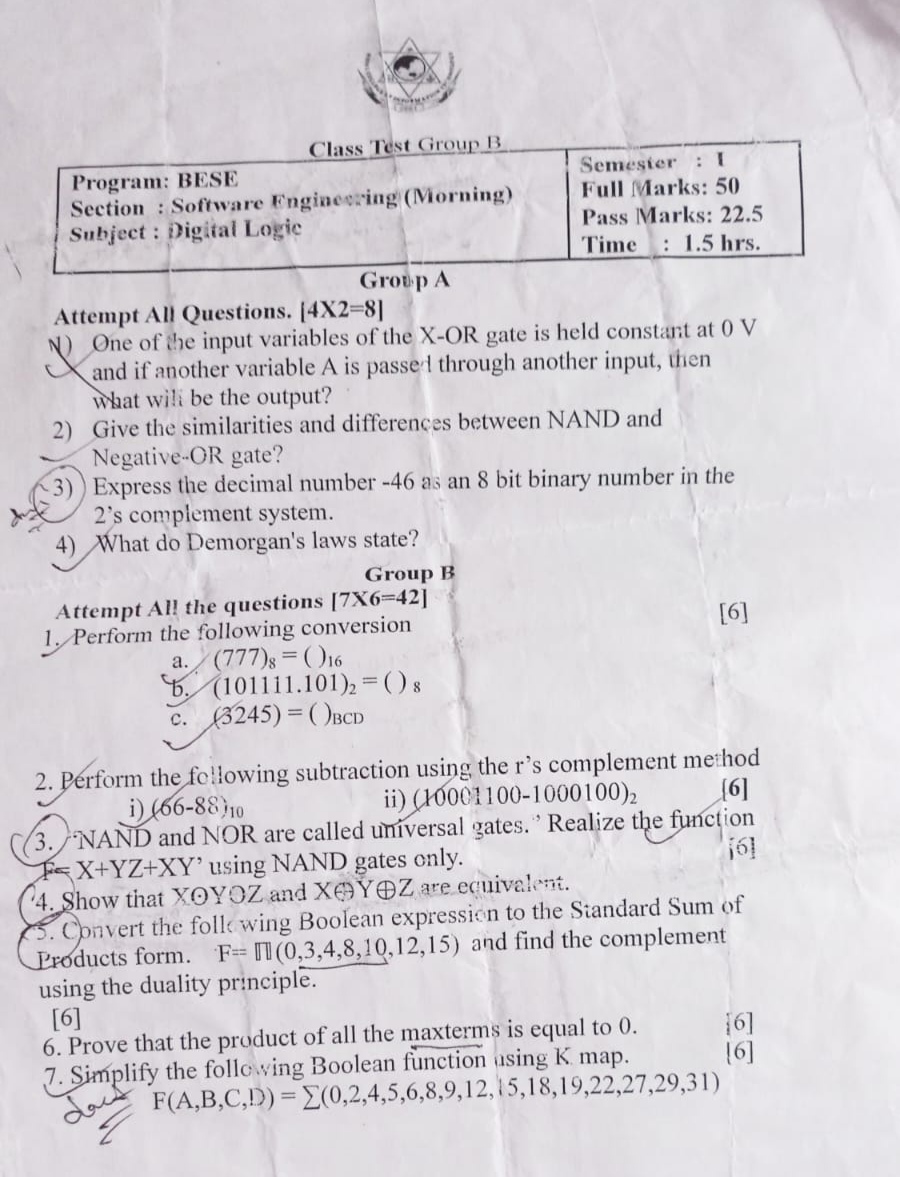 Class Test Group B
Program: BESE
Section : Software Engineering (Morning)
Subject : Digital Logic
Semester : I
Full Marks: 50
Pass Marks: 22.5
Time : 1.5 hrs.
Group A
Attempt All Questions. [4X2=8]
1) One of the input variables of the X-OR gate is held constant at 0 V
and if another variable A is passed through another input, then
what will be the output?
2) Give the similarities and differences between NAND and
Negative-OR gate?
3) Express the decimal number -46 as an 8 bit binary number in the
2's complement system.
4) What do Demorgan's laws state?
Group B
Attempt All the questions [7X6=42]
1. Perform the following conversion [6]
a. (777)₈ = ( )₁₆
b. (101111.101)₂ = ( ) ₈
c. (3245) = ( )BCD
2. Perform the following subtraction using the r's complement method
i) (66-88)₁₀ ii) (10001100-1000100)₂ [6]
3. "NAND and NOR are called universal gates." Realize the function
F= X+YZ+XY' using NAND gates only. [6]
4. Show that X⊙Y⊙Z and X⊕Y⊕Z are equivalent.
5. Convert the following Boolean expression to the Standard Sum of
Products form. F= ∏(0,3,4,8,10,12,15) and find the complement
using the duality principle.
[6]
6. Prove that the product of all the maxterms is equal to 0. [6]
7. Simplify the following Boolean function using K map. [6]
F(A,B,C,D) = ∑(0,2,4,5,6,8,9,12,15,18,19,22,27,29,31)